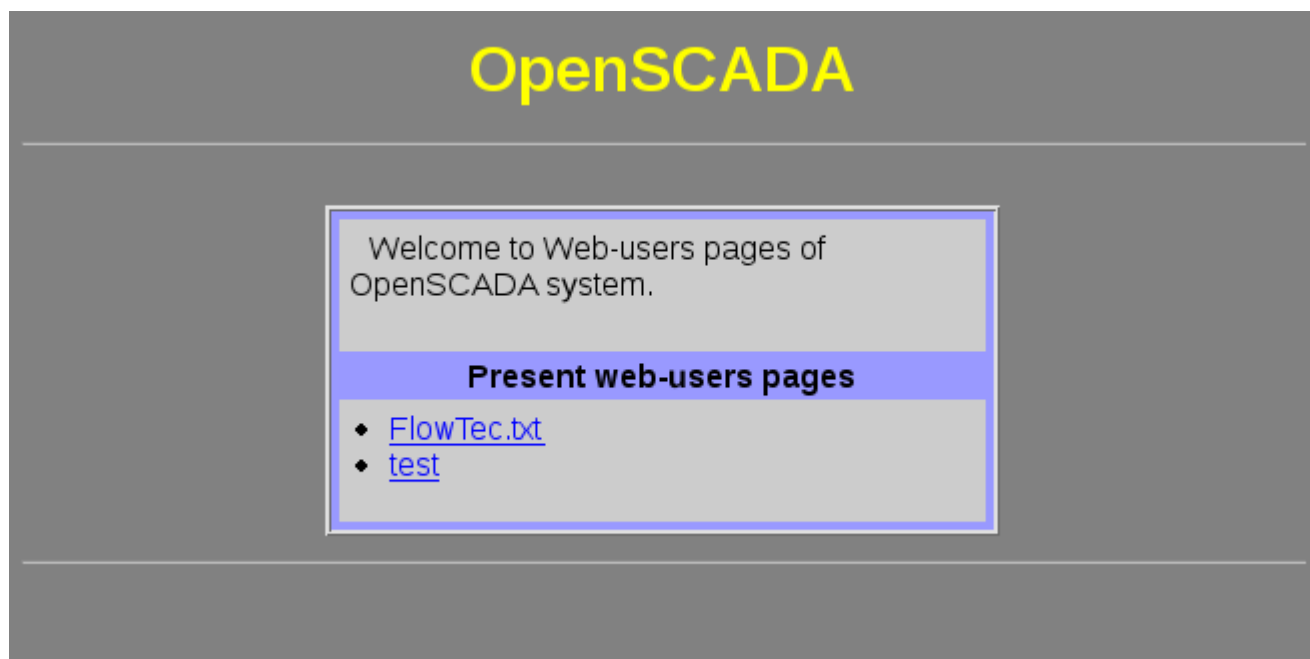 OpenSCADA
Welcome to Web-users pages of
OpenSCADA system.
Present web-users pages
FlowTec.txt
test